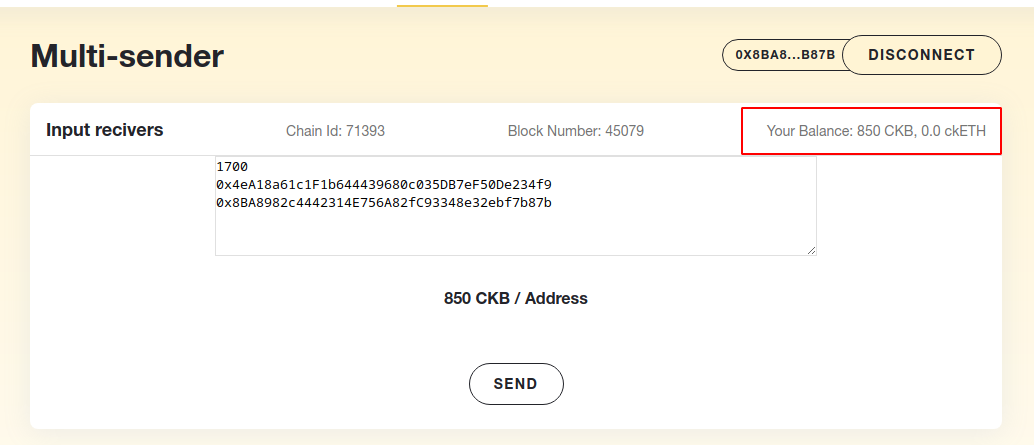 Multi-sender
0X8BA8...B87B
DISCONNECT
Input recivers
Chain Id: 71393
Block Number: 45079
Your Balance: 850 CKB, 0.0 ckETH
1700
0x4eA18a61c1F1b644439680c035DB7eF50De234f9
0x8BA8982c4442314E756A82fC93348e32ebf7b87b
850 CKB / Address
SEND